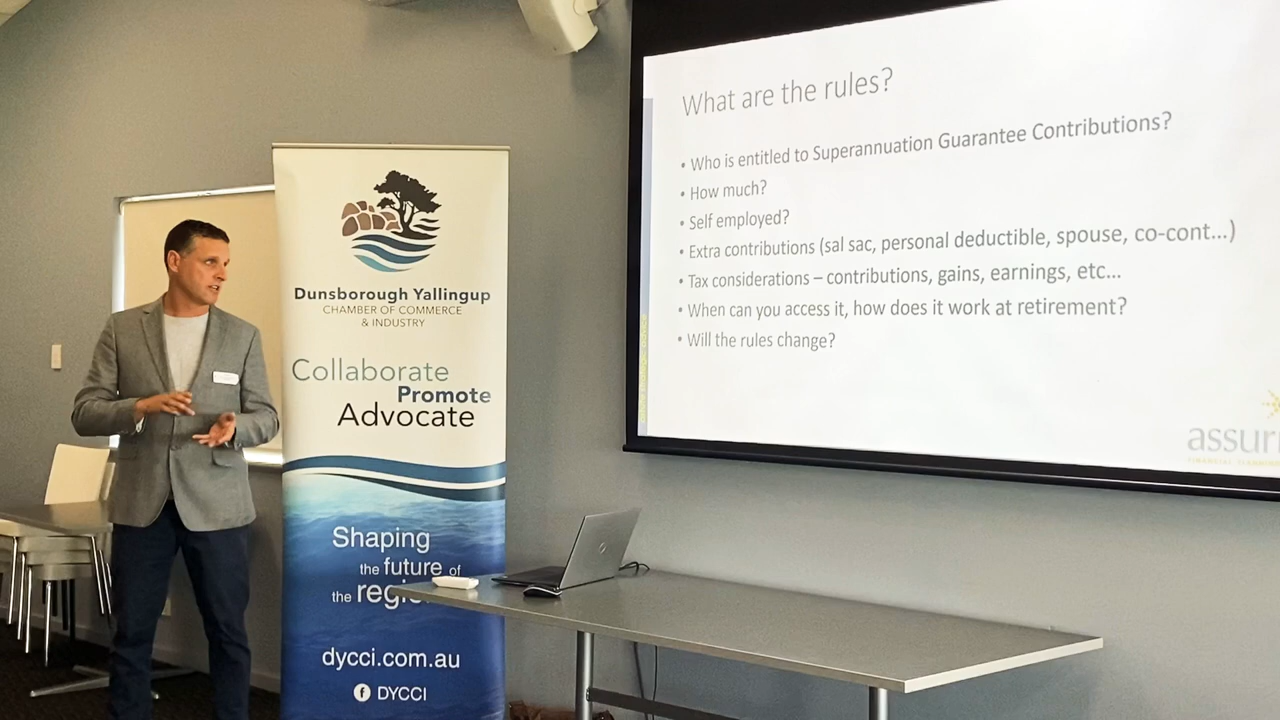 Dunsborough Yallingup
CHAMBER OF COMMERCE
& INDUSTRY
Collaborate
Promote
Advocate
Shaping
the future of
the
dycci.com.au
f DYCCI
What are the rules?
• Who is entitled to Superannuation Guarantee Contributions?
• How much?
• Self employed?
• Extra contributions (sal sac, personal deductible, spouse, co-cont...)
• Tax considerations – contributions, gains, earnings, etc...
• When can you access it, how does it work at retirement?
• Will the rules change?
FINANCIAL
hp